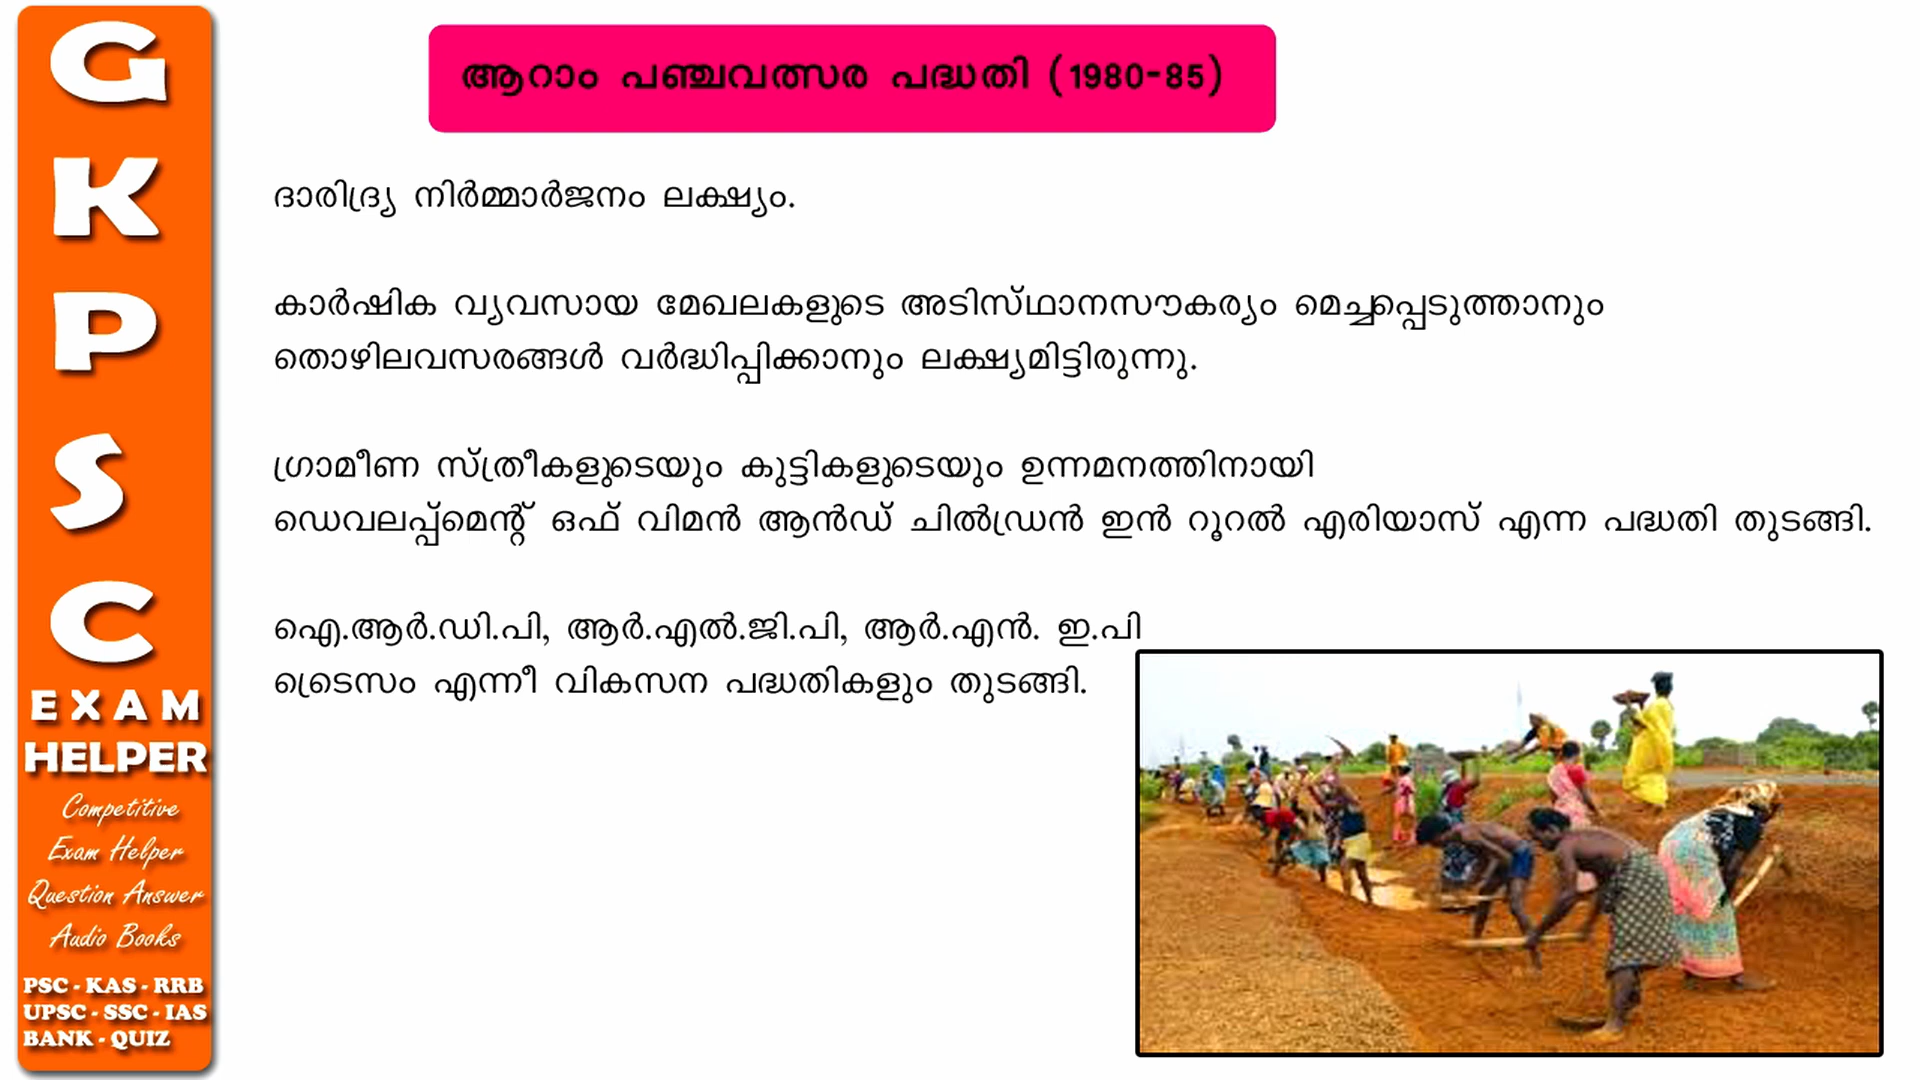 G
K
P
S
C
EXAM
HELPER
Competitive
Exam Helper
Question Answer
Audio Books
PSC - KAS - RRB
UPSC - SSC - IAS
BANK - QUIZ
ആറാം പഞ്ചവത്സര പദ്ധതി (1980-85)
ദാരിദ്ര്യ നിർമ്മാർജനം ലക്ഷ്യം.
കാർഷിക വ്യവസായ മേഖലകളുടെ അടിസ്ഥാനസൗകര്യം മെച്ചപ്പെടുത്താനും
തൊഴിലവസരങ്ങൾ വർദ്ധിപ്പിക്കാനും ലക്ഷ്യമിട്ടിരുന്നു.
ഗ്രാമീണ സ്ത്രീകളുടെയും കുട്ടികളുടെയും ഉന്നമനത്തിനായി
ഡെവലപ്പ്മെന്റ് ഒഫ് വിമൻ ആൻഡ് ചിൽഡ്രൻ ഇൻ റൂറൽ എരിയാസ് എന്ന പദ്ധതി തുടങ്ങി.
ഐ.ആർ.ഡി.പി, ആർ.എൽ.ജി.പി, ആർ.എൻ. ഇ.പി
ട്രൈസം എന്നീ വികസന പദ്ധതികളും തുടങ്ങി.